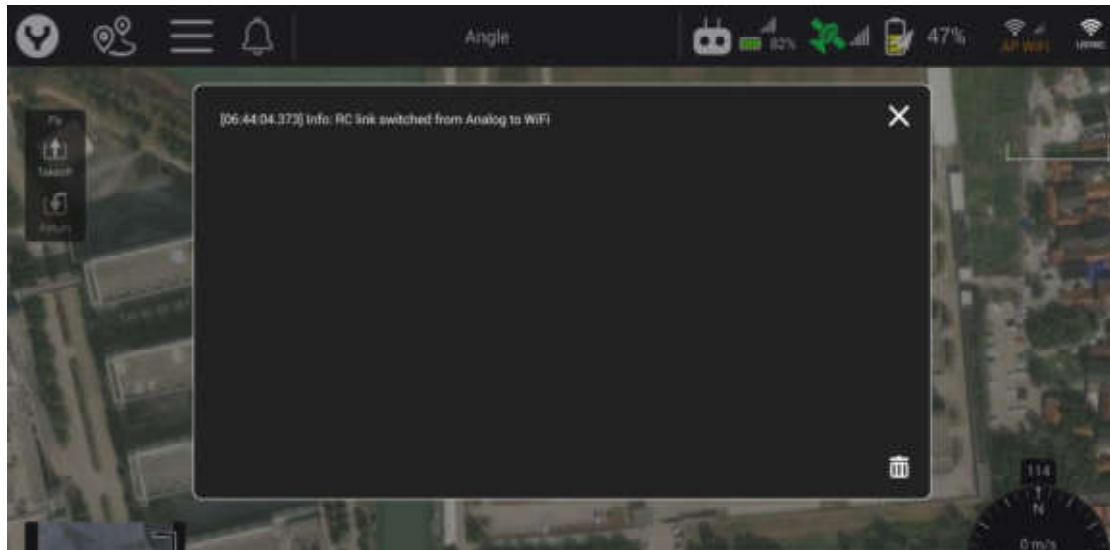 Angle
82%
47%
AP WiFi
Fly
Takeoff
Return
[06:44:04.373] Info: RC link switched from Analog to WiFi
114
N
0 m/s